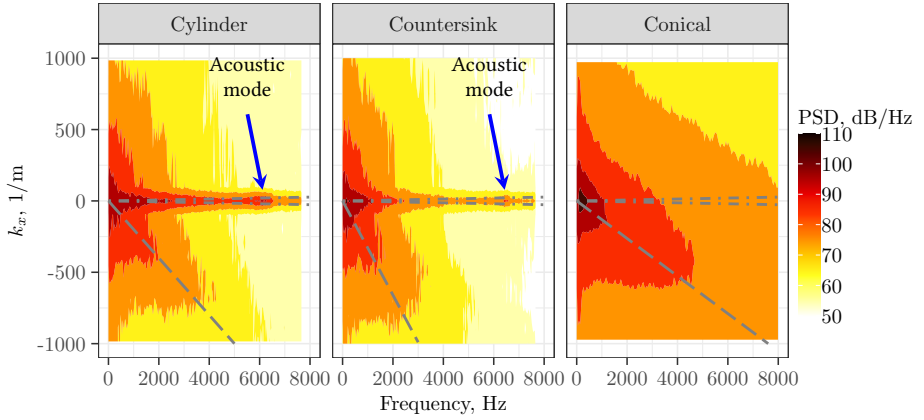 Cylinder Countersink Conical
Acoustic mode
Acoustic mode
1000
500
0
-500
-1000
k_x, 1/m
0 2000 4000 6000 8000
0 2000 4000 6000 8000
0 2000 4000 6000 8000
Frequency, Hz
PSD, dB/Hz
110
100
90
80
70
60
50